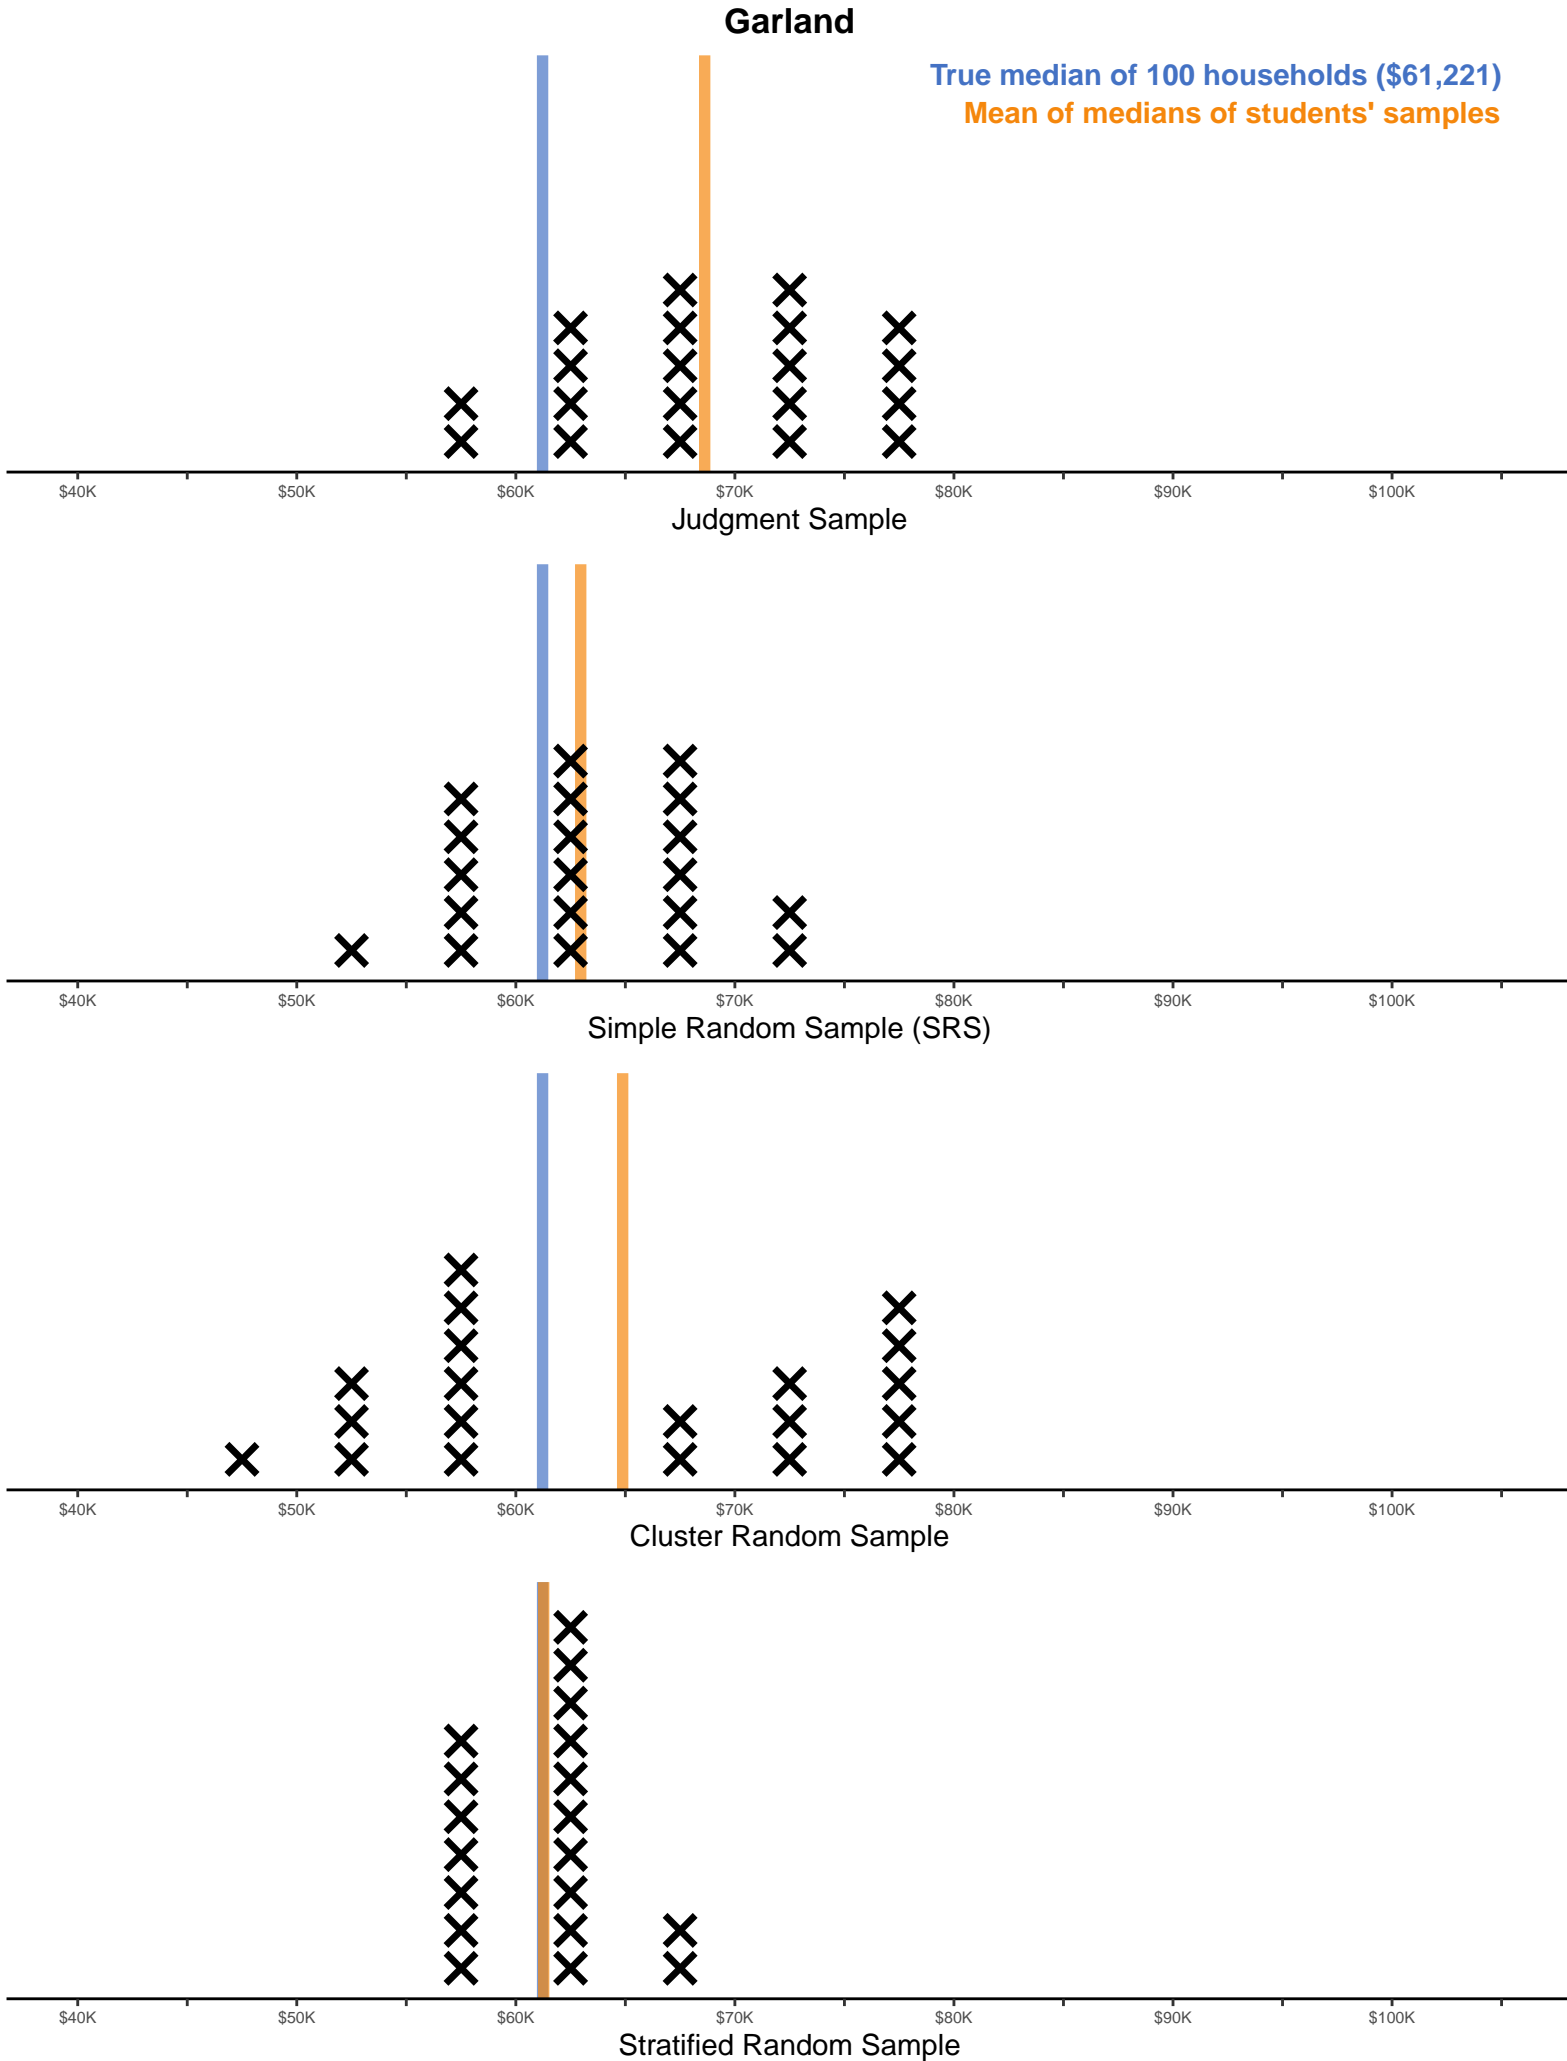 Garland
True median of 100 households ($61,221)
Mean of medians of students' samples
$40K $50K $60K $70K $80K $90K $100K
Judgment Sample
$40K $50K $60K $70K $80K $90K $100K
Simple Random Sample (SRS)
$40K $50K $60K $70K $80K $90K $100K
Cluster Random Sample
$40K $50K $60K $70K $80K $90K $100K
Stratified Random Sample